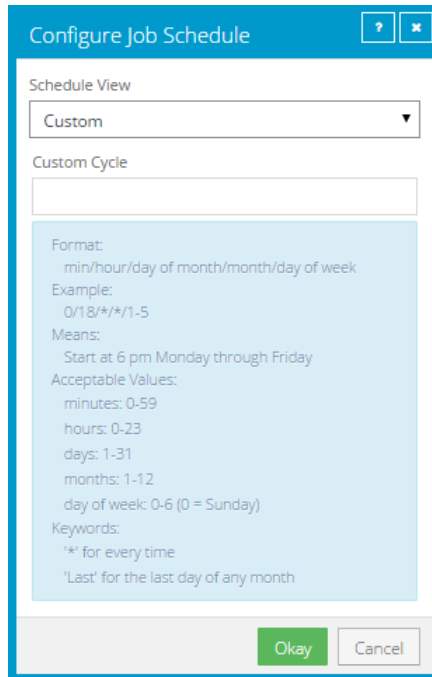 Configure Job Schedule
?
×
Schedule View
Custom
Custom Cycle
Format:
min/hour/day of month/month/day of week
Example:
0/18/*/*/1-5
Means:
Start at 6 pm Monday through Friday
Acceptable Values:
minutes: 0-59
hours: 0-23
days: 1-31
months: 1-12
day of week: 0-6 (0 = Sunday)
Keywords:
'*' for every time
'Last' for the last day of any month
Okay
Cancel